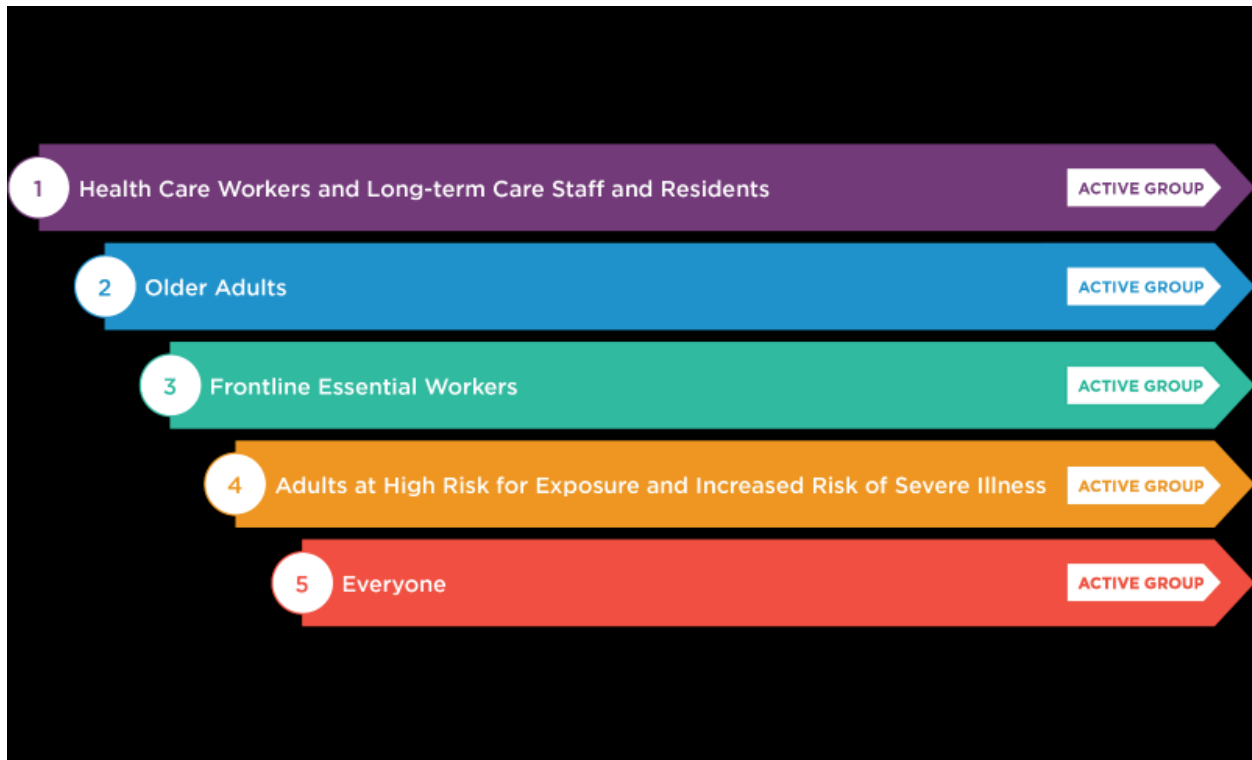 1 Health Care Workers and Long-term Care Staff and Residents ACTIVE GROUP
2 Older Adults ACTIVE GROUP
3 Frontline Essential Workers ACTIVE GROUP
4 Adults at High Risk for Exposure and Increased Risk of Severe Illness ACTIVE GROUP
5 Everyone ACTIVE GROUP